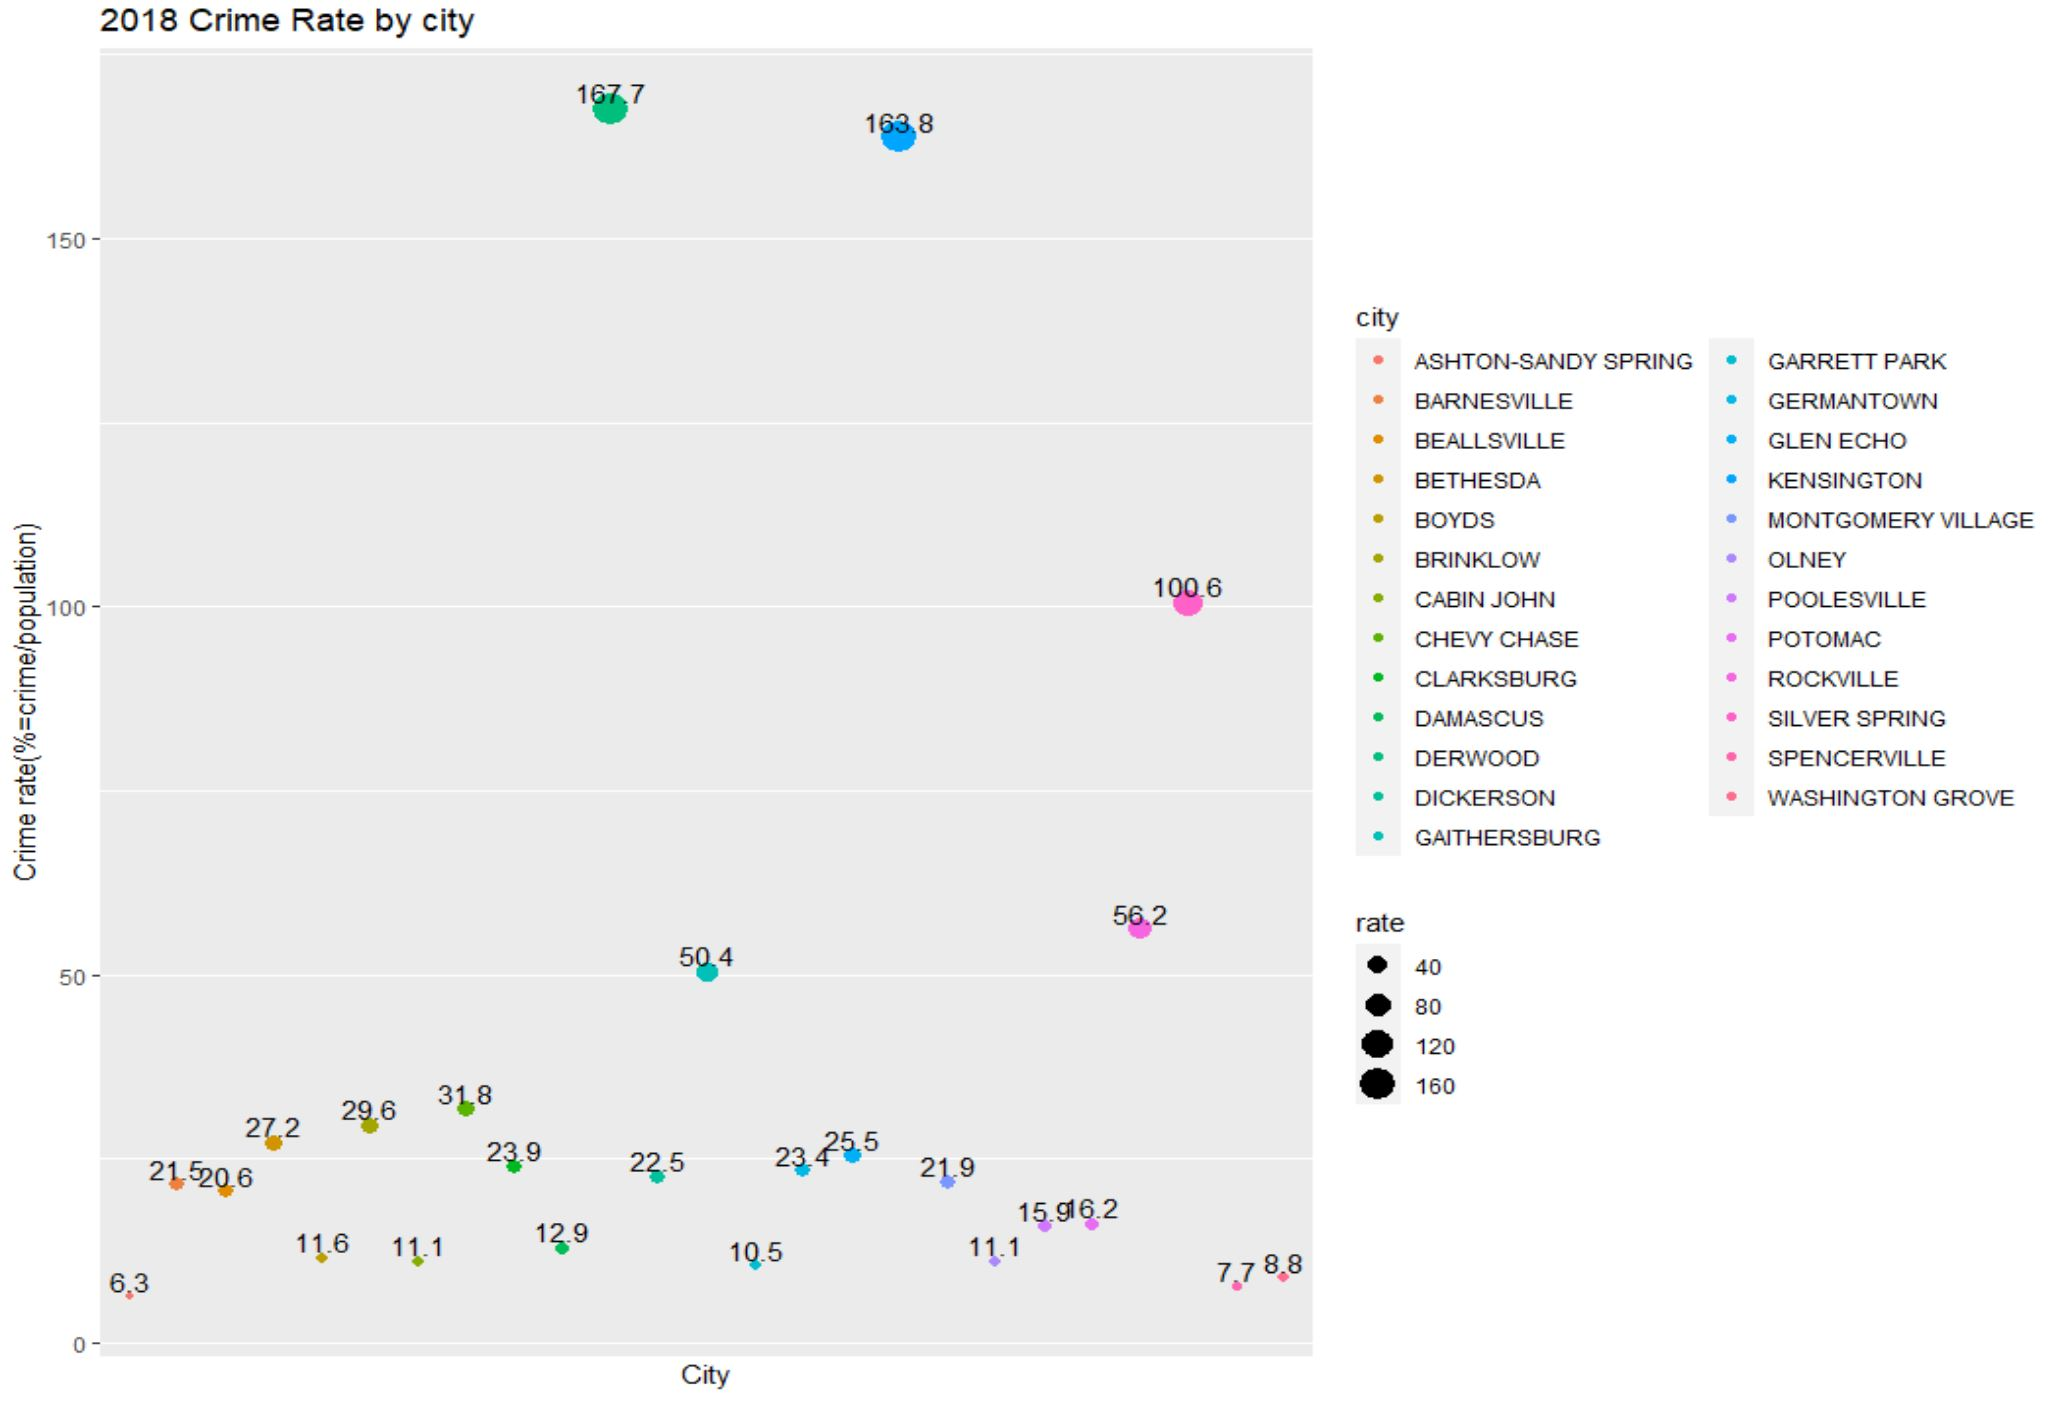 2018 Crime Rate by city
167.7
163.8
150
100.6
100
56.2
50.4
50
31.8
29.6
27.2
25.5
23.9
23.4
22.5
21.9
21.5
20.6
16.2
15.9
12.9
11.6
11.1
11.1
10.5
8.8
7.7
6.3
0
Crime rate(%=crime/population)
City
city
ASHTON-SANDY SPRING
BARNESVILLE
BEALLSVILLE
BETHESDA
BOYDS
BRINKLOW
CABIN JOHN
CHEVY CHASE
CLARKSBURG
DAMASCUS
DERWOOD
DICKERSON
GAITHERSBURG
GARRETT PARK
GERMANTOWN
GLEN ECHO
KENSINGTON
MONTGOMERY VILLAGE
OLNEY
POOLESVILLE
POTOMAC
ROCKVILLE
SILVER SPRING
SPENCERVILLE
WASHINGTON GROVE
rate
40
80
120
160